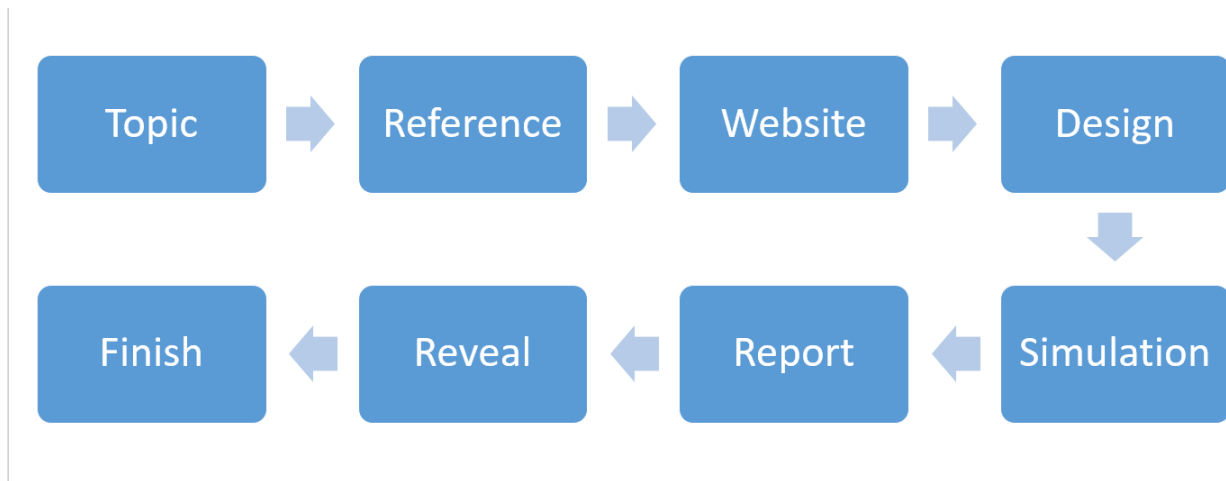 Topic
Reference
Website
Design
Simulation
Report
Reveal
Finish